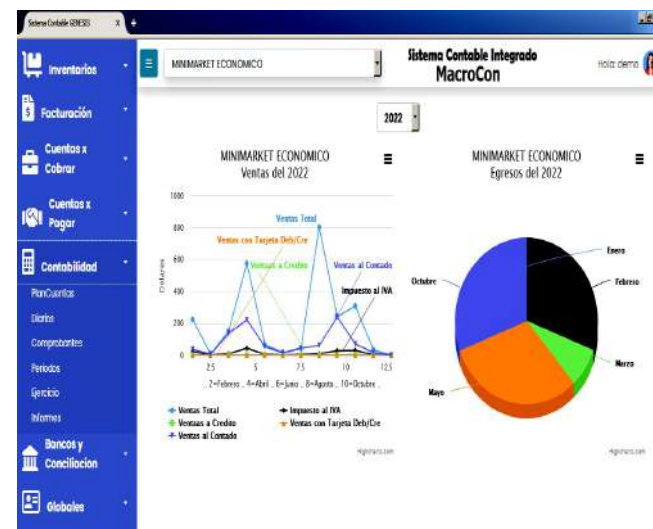 Sistema Contable GENESIS x +
Inventarios
Facturación
Cuentas x
Cobrar
Cuentas x
Pagar
Contabilidad
PlanCuentas
Diarios
Comprobantes
Periodos
Ejercicio
Informes
Bancos y
Conciliacion
Globales
MINIMARKET ECONOMICO
Sistema Contable Integrado
MacroCon
Hola: demo
2022
MINIMARKET ECONOMICO
Ventas del 2022
Dolares
1000
800
600
400
200
0
2.5 5 7.5 10 12.5
Ventas Total
Ventas con Tarjeta Deb/Cre
Ventas a Credito
Ventas al Contado
Impuesto al IVA
.. 2=Febrero .. 4=Abril .. 6=Junio .. 8=Agosto .. 10=Octubre ..
Ventas Total
Impuesto al IVA
Ventas a Credito
Ventas con Tarjeta Deb/Cre
Ventas al Contado
Highcharts.com
MINIMARKET ECONOMICO
Egresos del 2022
Enero
Febrero
Marzo
Mayo
Octubre
Highcharts.com